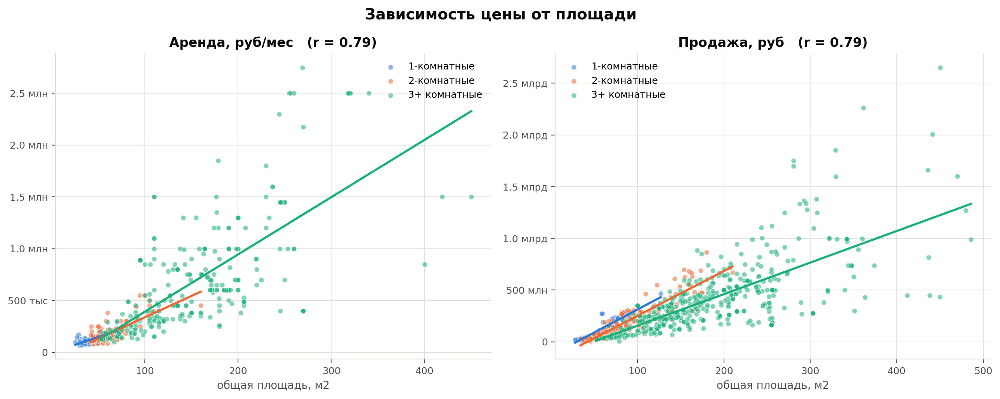 Зависимость цены от площади
Аренда, руб/мес (r = 0.79)
1-комнатные
2-комнатные
3+ комнатные
2.5 млн
2.0 млн
1.5 млн
1.0 млн
500 тыс
0
100 200 300 400
общая площадь, м2
Продажа, руб (r = 0.79)
1-комнатные
2-комнатные
3+ комнатные
2.5 млрд
2.0 млрд
1.5 млрд
1.0 млрд
500 млн
0
100 200 300 400 500
общая площадь, м2